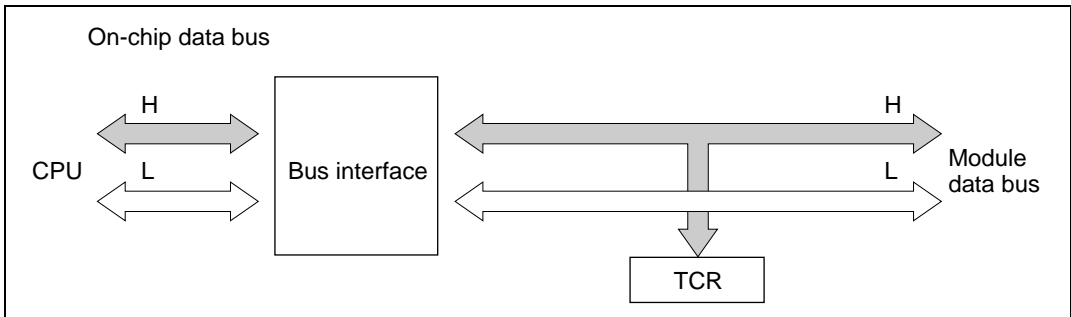 On-chip data bus
H
H
CPU
L
Bus interface
L
Module
data bus
TCR